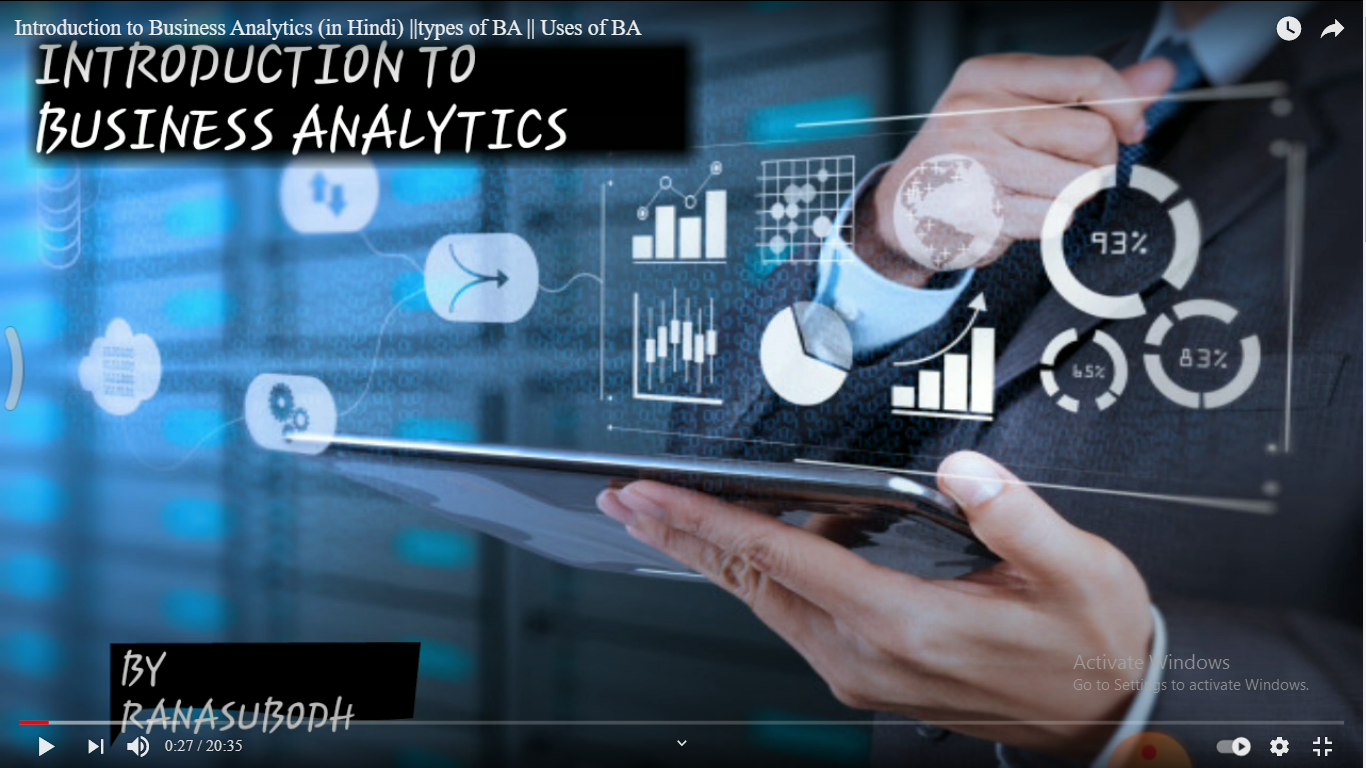 Introduction to Business Analytics (in Hindi) ||types of BA || Uses of BA
INTRODUCTION TO
BUSINESS ANALYTICS
93%
65%
83%
BY
RANASUBODH
Activate Windows
Go to Settings to activate Windows.
0:27 / 20:35